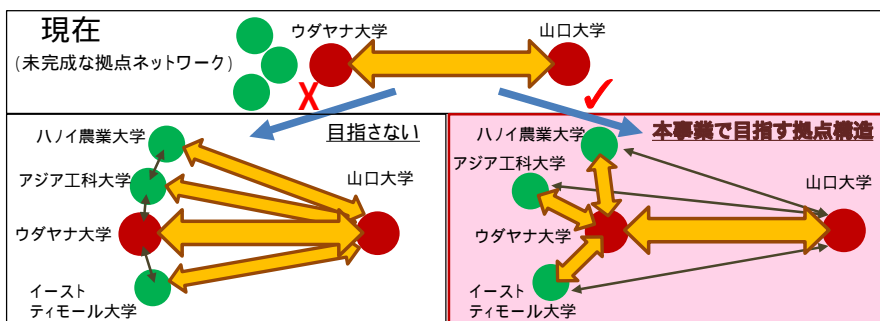 現在
(未完成な拠点ネットワーク)
ウダヤナ大学
山口大学
X
✓
目指さない
ハノイ農業大学
アジア工科大学
山口大学
ウダヤナ大学
イースト
ティモール大学
本事業で目指す拠点構造
ハノイ農業大学
アジア工科大学
山口大学
ウダヤナ大学
イースト
ティモール大学